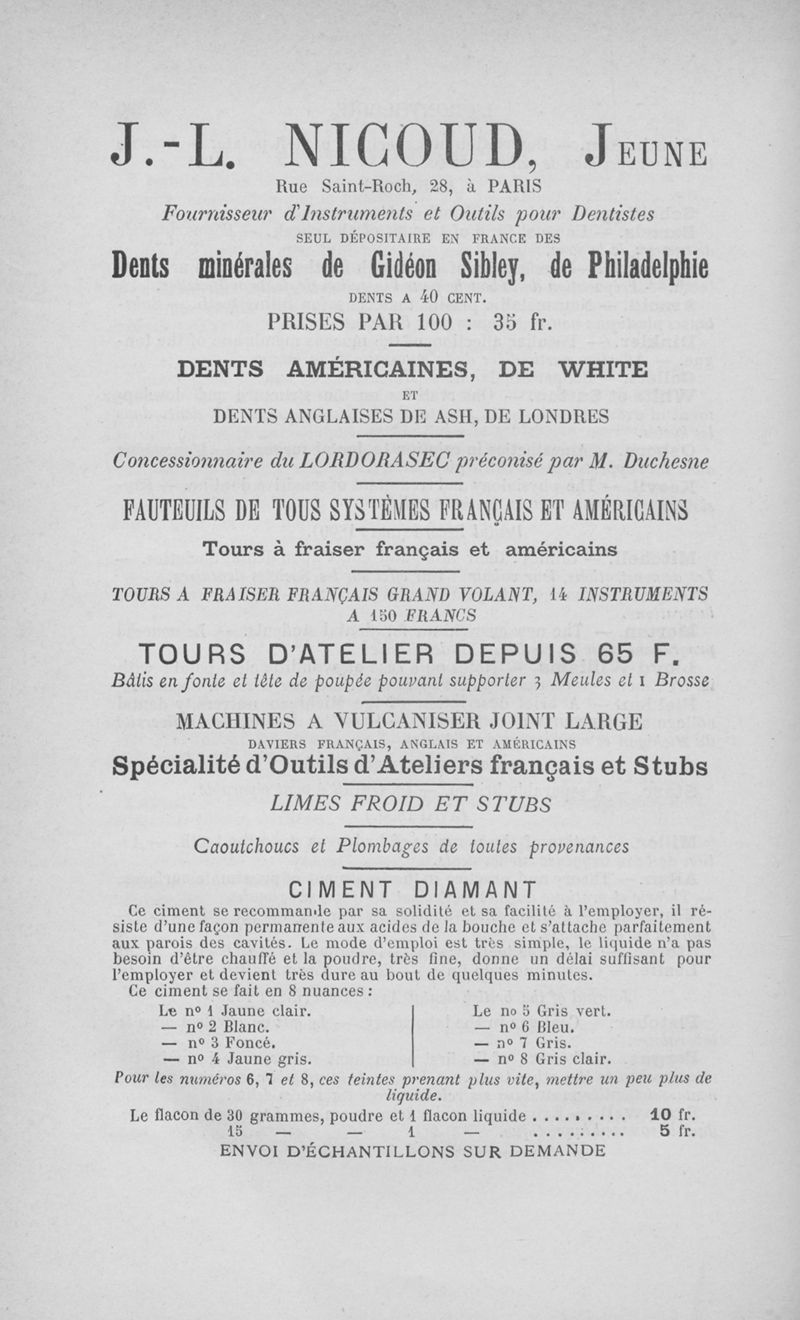 J.-L. NICOUD, JEUNE
Rue Saint-Roch, 28, à PARIS
Fournisseur d'Instruments et Outils pour Dentistes
SEUL DÉPOSITAIRE EN FRANCE DES
Dents minérales de Gidéon Sibley, de Philadelphie
DENTS A 40 CENT.
PRISES PAR 100 : 35 fr.
DENTS AMÉRICAINES, DE WHITE
ET
DENTS ANGLAISES DE ASH, DE LONDRES
Concessionnaire du LORDORASEC préconisé par M. Duchesne
FAUTEUILS DE TOUS SYSTÈMES FRANÇAIS ET AMÉRICAINS
Tours à fraiser français et américains
TOURS A FRAISER FRANÇAIS GRAND VOLANT, 14 INSTRUMENTS
A 150 FRANCS
TOURS D'ATELIER DEPUIS 65 F.
Bâtis en fonte et tête de poupée pouvant supporter 3 Meules et 1 Brosse
MACHINES A VULCANISER JOINT LARGE
DAVIERS FRANÇAIS, ANGLAIS ET AMÉRICAINS
Spécialité d'Outils d'Ateliers français et Stubs
LIMES FROID ET STUBS
Caoutchoucs et Plombages de toutes provenances
CIMENT DIAMANT
Ce ciment se recommande par sa solidité et sa facilité à l'employer, il ré-
siste d'une façon permanente aux acides de la bouche et s'attache parfaitement
aux parois des cavités. Le mode d'emploi est très simple, le liquide n'a pas
besoin d'être chauffé et la poudre, très fine, donne un délai suffisant pour
l'employer et devient très dure au bout de quelques minutes.
Ce ciment se fait en 8 nuances :
Le nº 1 Jaune clair.
— nº 2 Blanc.
— nº 3 Foncé.
— nº 4 Jaune gris.
Le no 5 Gris vert.
— nº 6 Bleu.
— nº 7 Gris.
— nº 8 Gris clair.
Pour les numéros 6, 7 et 8, ces teintes prenant plus vite, mettre un peu plus de
liquide.
Le flacon de 30 grammes, poudre et 1 flacon liquide . . . . . . . . . 10 fr.
15 — — 1 — . . . . . . . . . 5 fr.
ENVOI D'ÉCHANTILLONS SUR DEMANDE